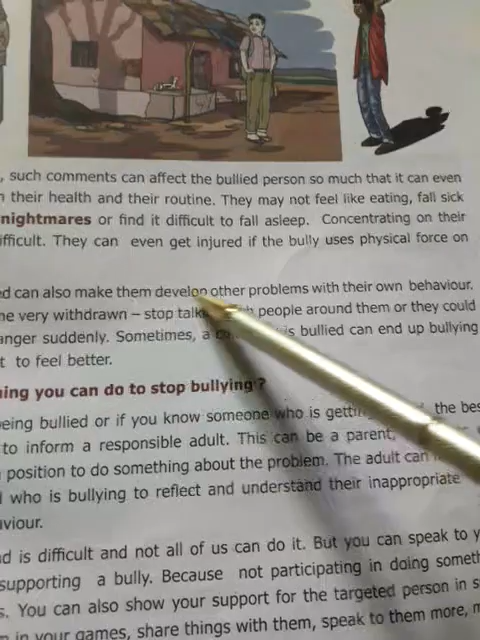 , such comments can affect the bullied person so much that it can even
their health and their routine. They may not feel like eating, fall sick
nightmares or find it difficult to fall asleep. Concentrating on their
ifficult. They can even get injured if the bully uses physical force on
ed can also make them develop other problems with their own behaviour.
me very withdrawn – stop people around them or they could
anger suddenly. Sometimes, a is bullied can end up bullying
t to feel better.
hing you can do to stop bullying?
being bullied or if you know someone who is the bes
to inform a responsible adult. This can be a parent,
position to do something about the problem. The adult can
who is bullying to reflect and understand their inappropriate
aviour.
d is difficult and not all of us can do it. But you can speak to y
supporting a bully. Because not participating in doing someth
s. You can also show your support for the targeted person in s
in your games, share things with them, speak to them more, m